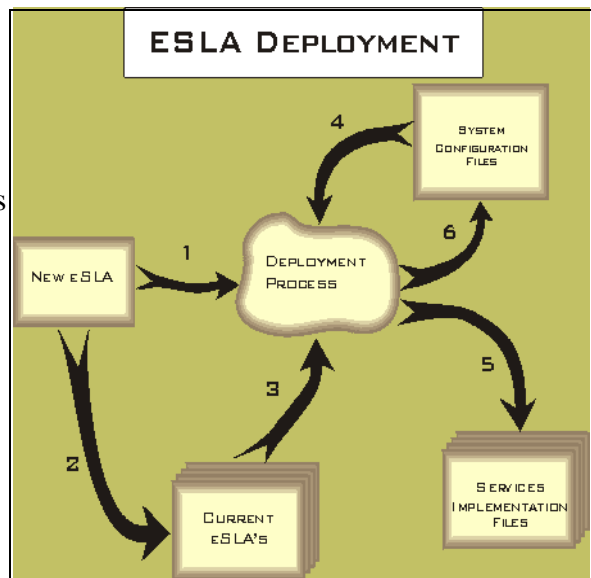 ESLA DEPLOYMENT
4
SYSTEM
CONFIGURATION
FILES
s
1
6
NEW eSLA
DEPLOYMENT
PROCESS
3
5
2
CURRENT
eSLA'S
SERVICES
IMPLEMENTATION
FILES